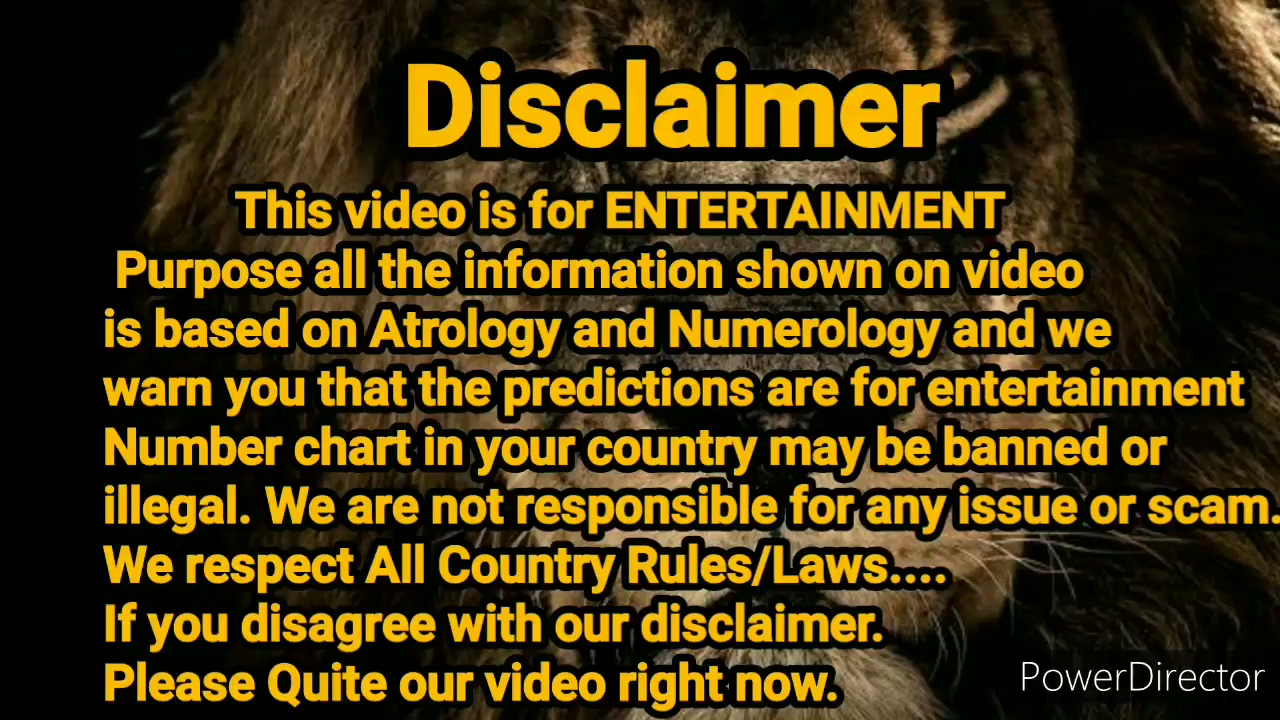 Disclaimer
This video is for ENTERTAINMENT
Purpose all the information shown on video
is based on Atrology and Numerology and we
warn you that the predictions are for entertainment
Number chart in your country may be banned or
illegal. We are not responsible for any issue or scam.
We respect All Country Rules/Laws....
If you disagree with our disclaimer.
Please Quite our video right now.
PowerDirector